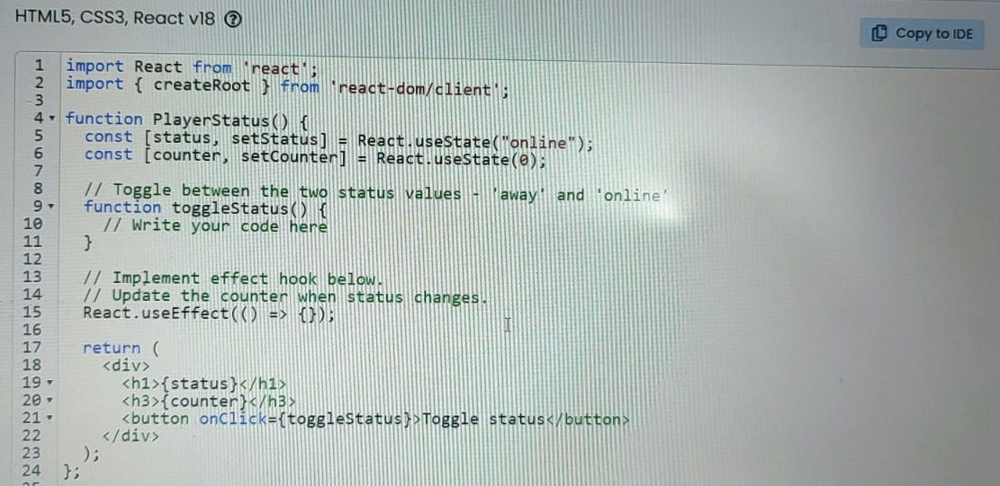 HTML5, CSS3, React v18 ?
Copy to IDE
1 import React from 'react';
2 import { createRoot } from 'react-dom/client';
3
4 function PlayerStatus() {
5 const [status, setStatus] = React.useState("online");
6 const [counter, setCounter] = React.useState(0);
7
8 // Toggle between the two status values - 'away' and 'online'
9 function toggleStatus() {
10 // Write your code here
11 }
12
13 // Implement effect hook below.
14 // Update the counter when status changes.
15 React.useEffect(() => {});
16
17 return (
18 <div>
19 <h1>{status}</h1>
20 <h3>{counter}</h3>
21 <button onClick={toggleStatus}>Toggle status</button>
22 </div>
23 );
24 };